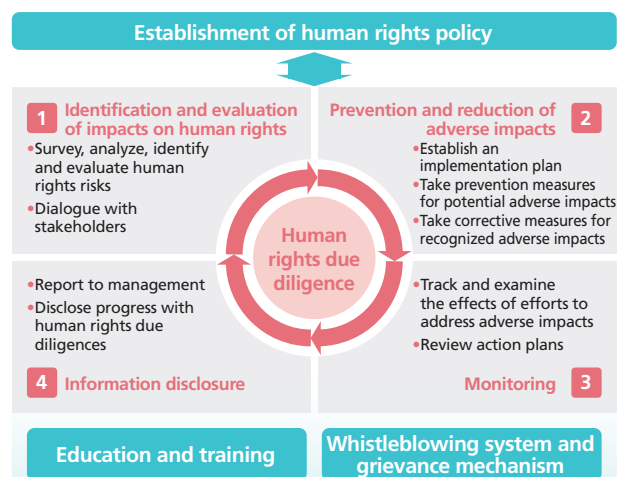 Establishment of human rights policy
1
Identification and evaluation
of impacts on human rights
•Survey, analyze, identify
and evaluate human
rights risks
•Dialogue with
stakeholders
Prevention and reduction of
adverse impacts
2
•Establish an
implementation plan
•Take prevention measures
for potential adverse impacts
•Take corrective measures for
recognized adverse impacts
Human
rights due
diligence
•Track and examine
the effects of efforts to
address adverse impacts
•Review action plans
Monitoring
3
•Report to management
•Disclose progress with
human rights due
diligences
4
Information disclosure
Education and training
Whistleblowing system and
grievance mechanism